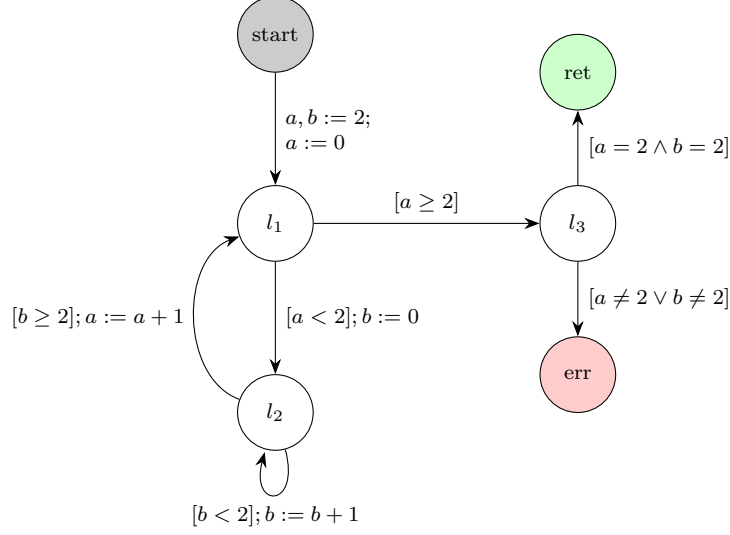 start
ret
a, b := 2;
a := 0
[a = 2 ∧ b = 2]
[a ≥ 2]
l₁
l₃
[b ≥ 2]; a := a + 1
[a < 2]; b := 0
[a ≠ 2 ∨ b ≠ 2]
err
l₂
[b < 2]; b := b + 1